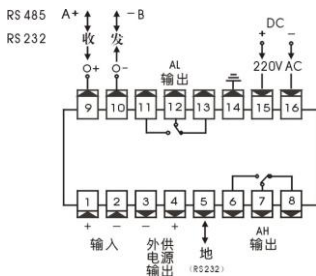 RS 485 A+ −B
RS 232 收 发
O+ O−
AL
输出
DC
+ −
220V AC
9 10 11 12 13 14 15 16
1 2 3 4 5 6 7 8
+ − − +
输入
外供
电源
输出
地
(RS232)
AH
输出